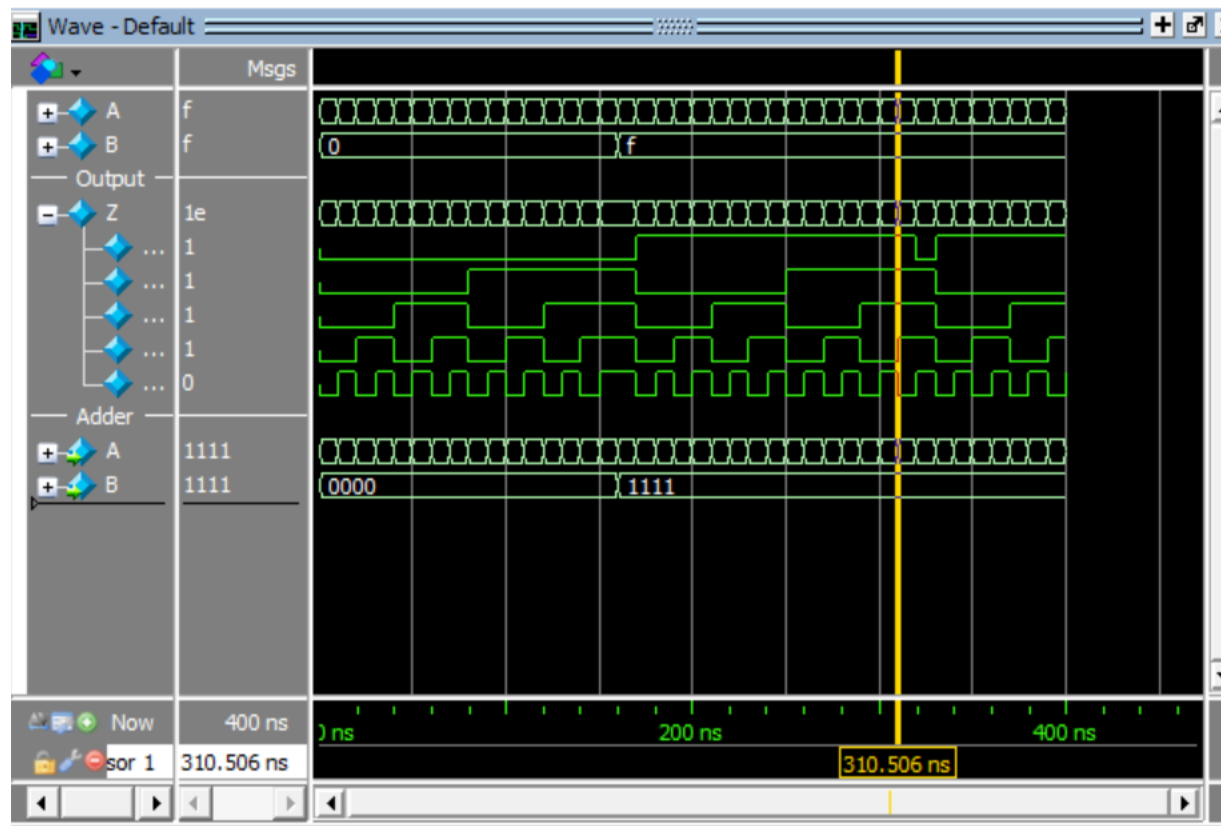 Wave - Default
Msgs
A f
B f 0 f
Output
Z 1e
... 1
... 1
... 1
... 1
... 0
Adder
A 1111
B 1111 0000 1111
Now 400 ns ns 200 ns 400 ns
sor 1 310.506 ns 310.506 ns